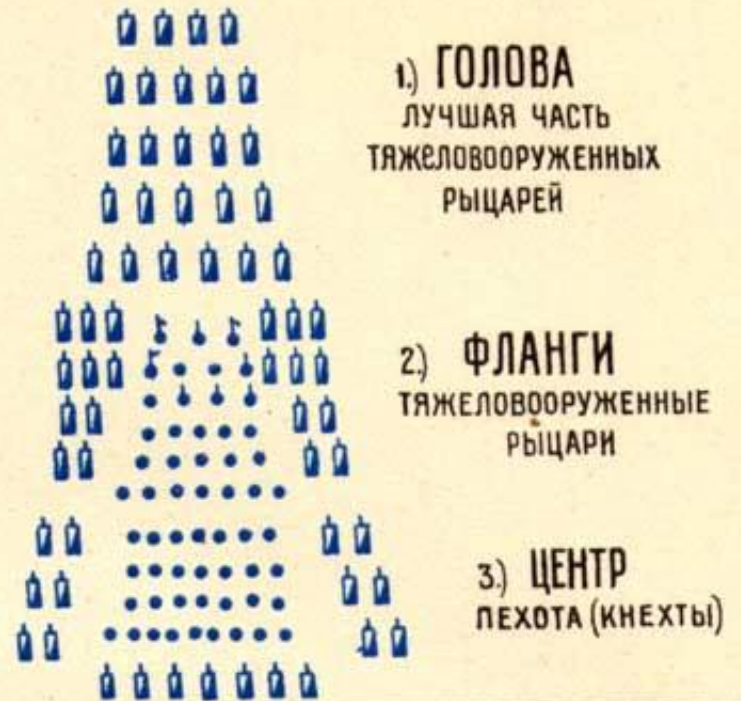 1.) ГОЛОВА
ЛУЧШАЯ ЧАСТЬ
ТЯЖЕЛОВООРУЖЕННЫХ
РЫЦАРЕЙ
2.) ФЛАНГИ
ТЯЖЕЛОВООРУЖЕННЫЕ
РЫЦАРИ
3.) ЦЕНТР
ПЕХОТА (КНЕХТЫ)